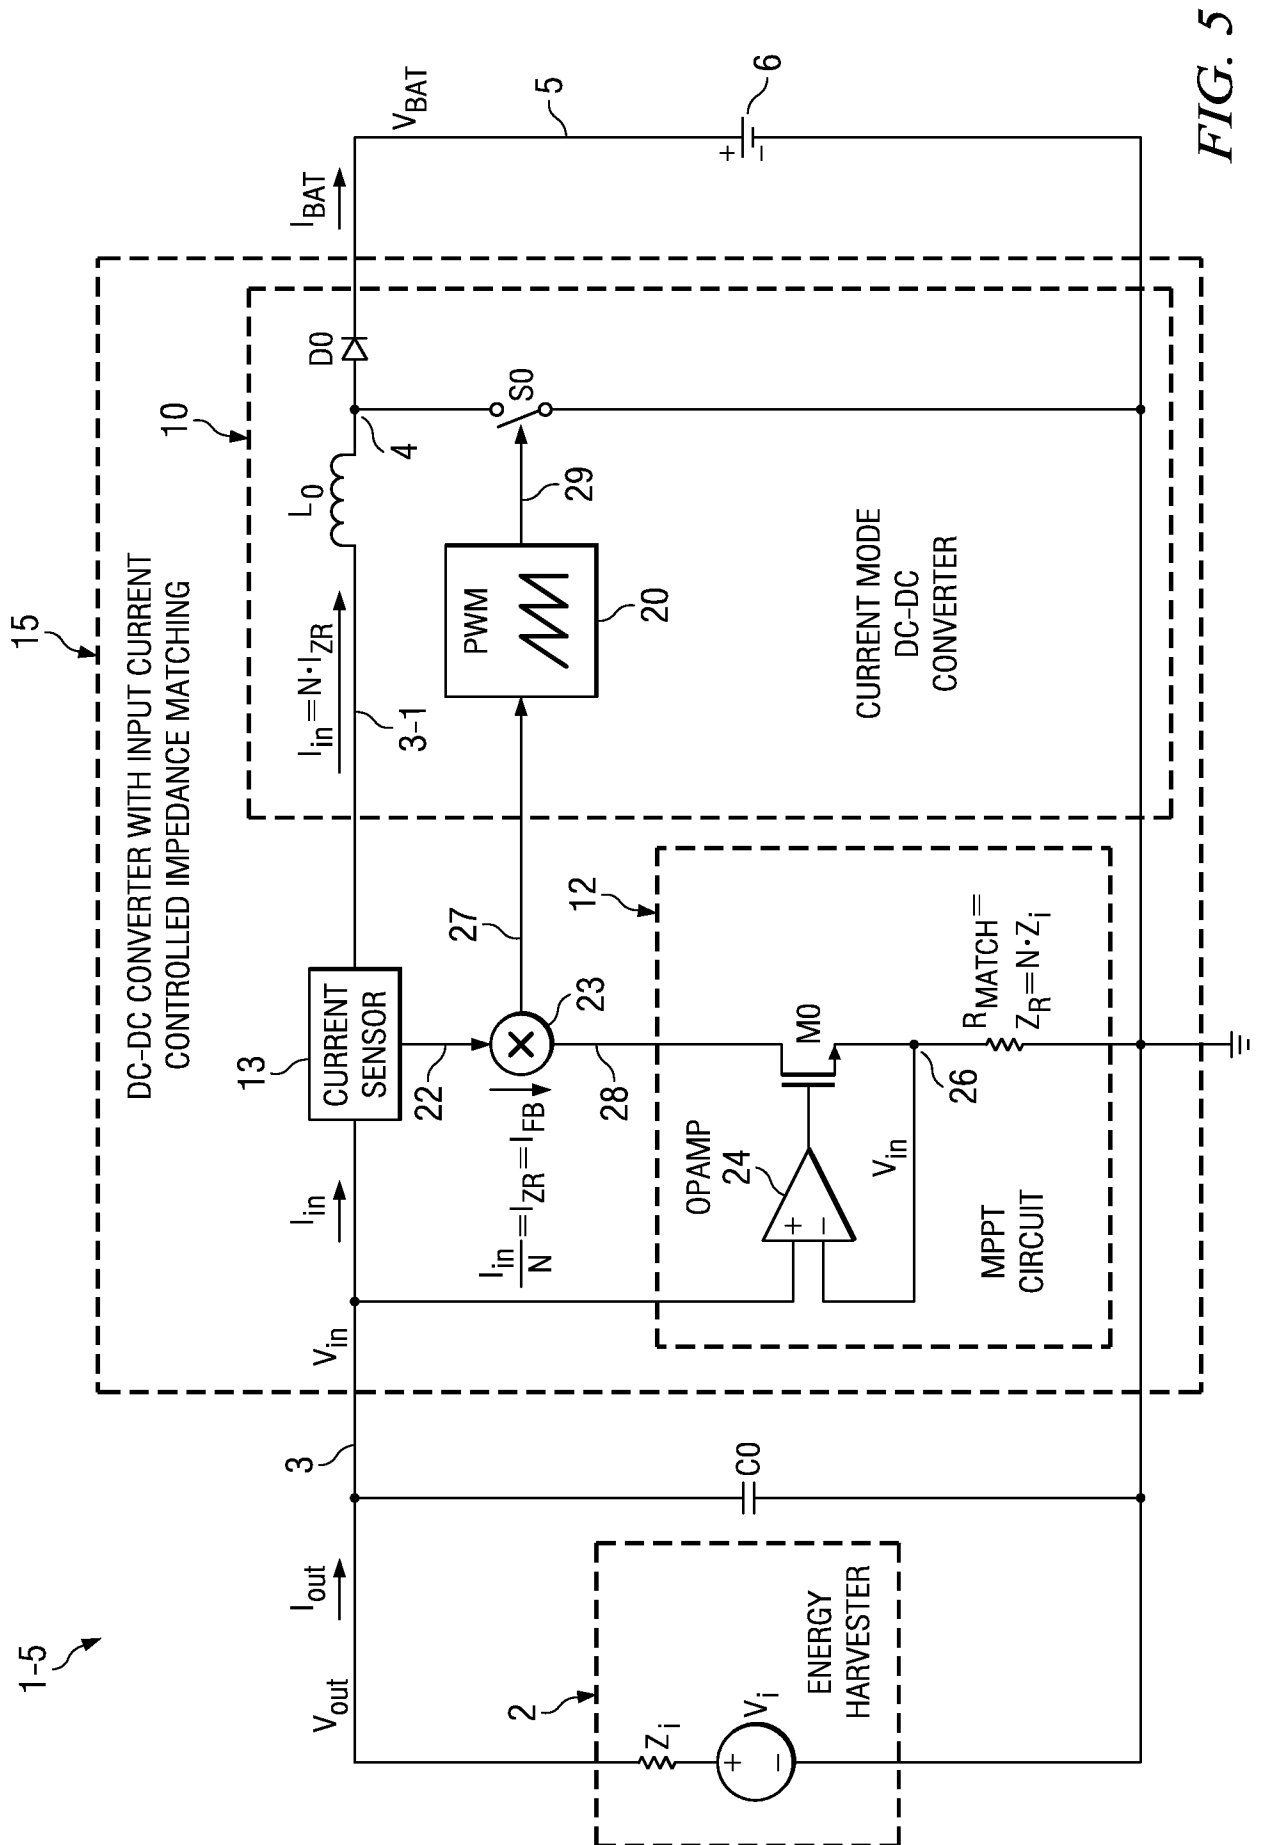 1-5
15
DC-DC CONVERTER WITH INPUT CURRENT
CONTROLLED IMPEDANCE MATCHING
10
V_out
I_out
3
V_in
I_in
13
CURRENT
SENSOR
I_in = N·I_ZR
3-1
L_0
4
D0
I_BAT
V_BAT
5
6
+
−
22
23
27
I_in/N = I_ZR = I_FB
28
PWM
20
29
S0
12
OPAMP
24
+
−
M0
V_in
26
R_MATCH =
Z_R = N·Z_i
MPPT
CIRCUIT
CURRENT MODE
DC-DC
CONVERTER
C0
2
Z_i
V_i
+
−
ENERGY
HARVESTER
FIG. 5